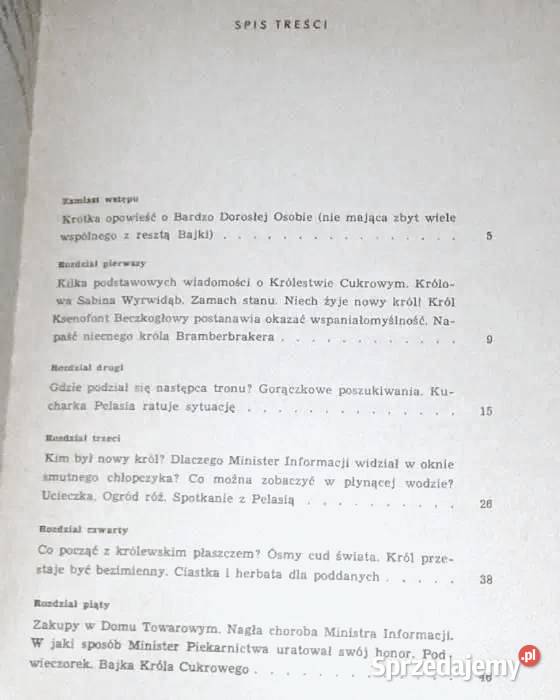 SPIS TREŚCI
Zamiast wstępu
Krótka opowieść o Bardzo Dorosłej Osobie (nie mająca zbyt wiele
wspólnego z resztą Bajki) . . . . . . . . . . . . . . . 5
Rozdział pierwszy
Kilka podstawowych wiadomości o Królestwie Cukrowym. Królo-
wa Sabina Wyrwidąb. Zamach stanu. Niech żyje nowy król! Król
Ksenofont Beczkogłowy postanawia okazać wspaniałomyślność. Na-
paść niecnego króla Bramberbrakera . . . . . . . . . . . 9
Rozdział drugi
Gdzie podział się następca tronu? Gorączkowe poszukiwania. Ku-
charka Pelasia ratuje sytuację . . . . . . . . . . . . . 15
Rozdział trzeci
Kim był nowy król? Dlaczego Minister Informacji widział w oknie
smutnego chłopczyka? Co można zobaczyć w płynącej wodzie?
Ucieczka. Ogród róż. Spotkanie z Pelasią . . . . . . . . . 26
Rozdział czwarty
Co począć z królewskim płaszczem? Ósmy cud świata. Król prze-
staje być bezimienny. Ciastka i herbata dla poddanych . . . . . 38
Rozdział piąty
Zakupy w Domu Towarowym. Nagła choroba Ministra Informacji.
W jaki sposób Minister Piekarnictwa uratował swój honor. Pod
wieczorek. Bajka Króla Cukrowego . . . . . . . . . . . . 46
Sprzedajemy.pl